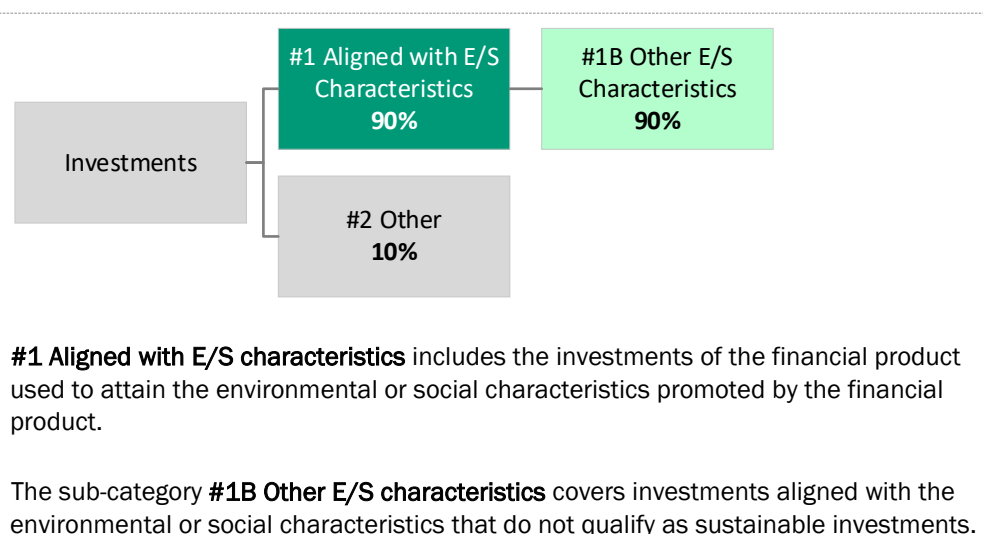 #1 Aligned with E/S
Characteristics
90%
#1B Other E/S
Characteristics
90%
Investments
#2 Other
10%
#1 Aligned with E/S characteristics includes the investments of the financial product
used to attain the environmental or social characteristics promoted by the financial
product.
The sub-category #1B Other E/S characteristics covers investments aligned with the
environmental or social characteristics that do not qualify as sustainable investments.